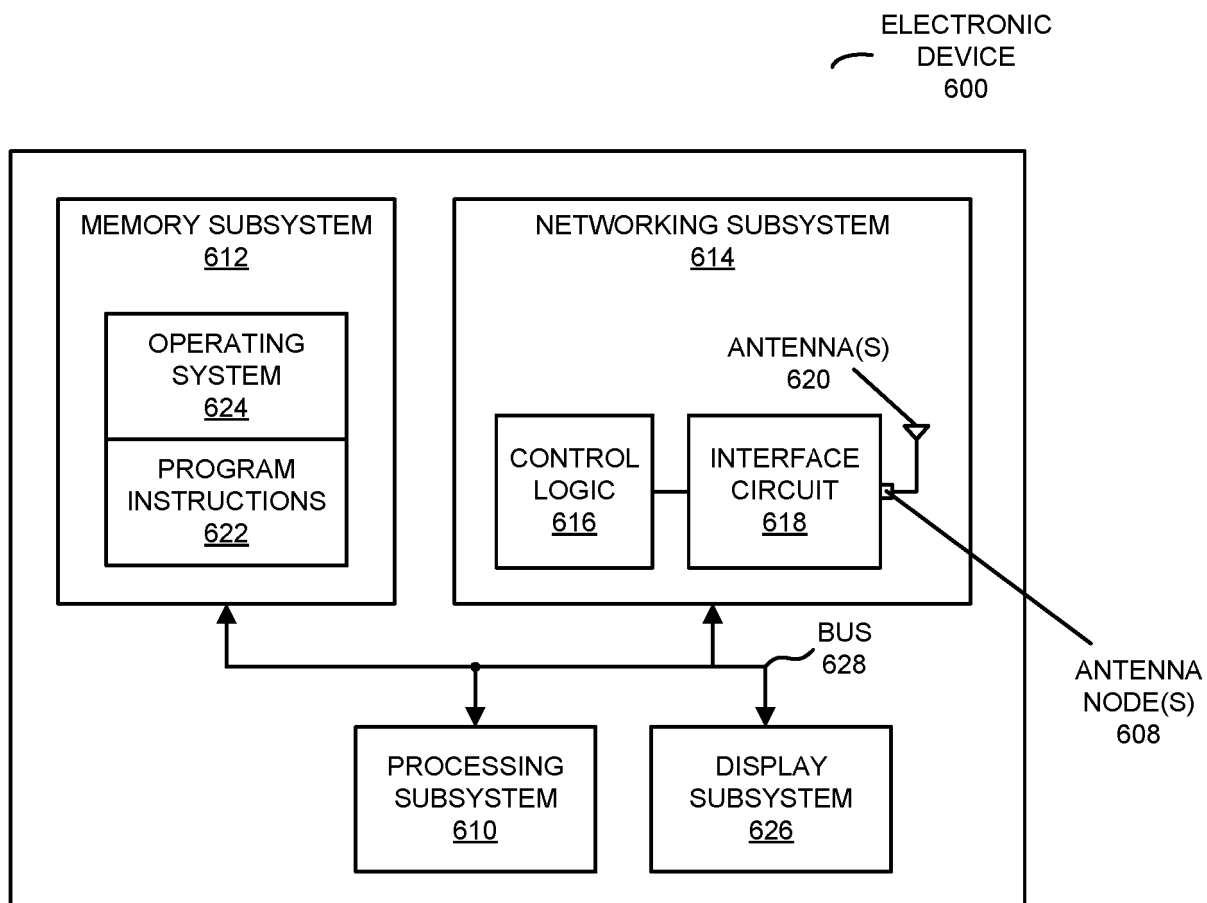 ELECTRONIC
DEVICE
600
MEMORY SUBSYSTEM
612
OPERATING
SYSTEM
624
PROGRAM
INSTRUCTIONS
622
NETWORKING SUBSYSTEM
614
ANTENNA(S)
620
CONTROL
LOGIC
616
INTERFACE
CIRCUIT
618
BUS
628
ANTENNA
NODE(S)
608
PROCESSING
SUBSYSTEM
610
DISPLAY
SUBSYSTEM
626